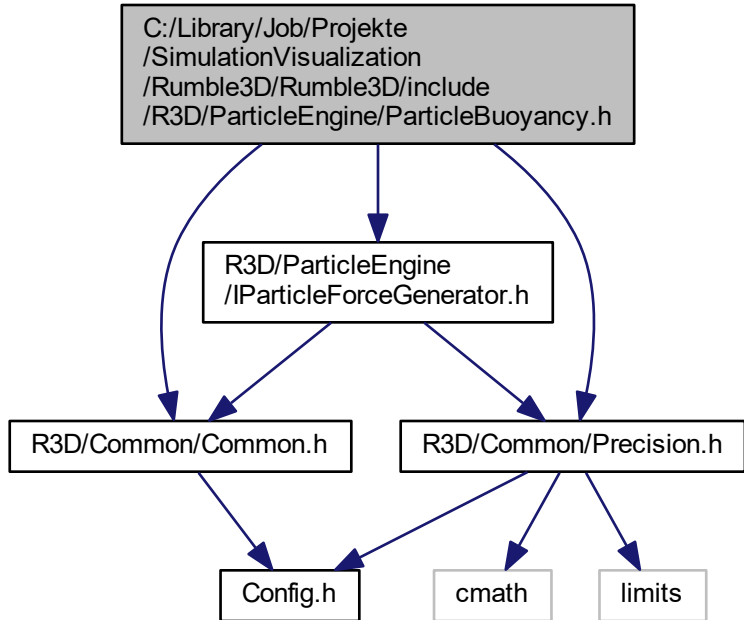 C:/Library/Job/Projekte
/SimulationVisualization
/Rumble3D/Rumble3D/include
/R3D/ParticleEngine/ParticleBuoyancy.h
R3D/ParticleEngine
/IParticleForceGenerator.h
R3D/Common/Common.h
R3D/Common/Precision.h
Config.h
cmath
limits